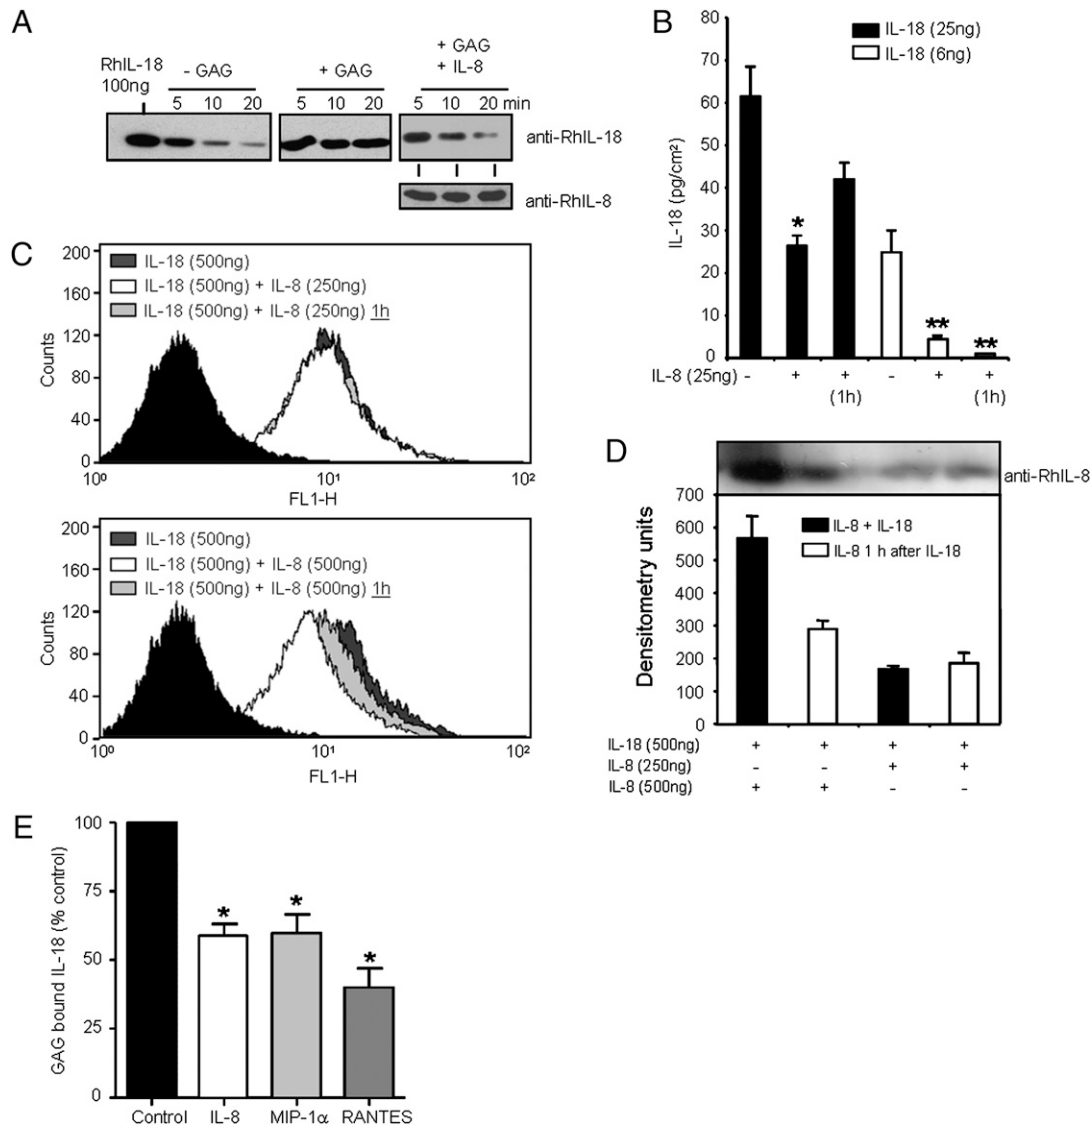 A
RhIL-18
100ng
- GAG
+ GAG
+ GAG
+ IL-8
5 10 20
5 10 20
5 10 20 min
anti-RhIL-18
anti-RhIL-8
B
IL-18 (25ng)
IL-18 (6ng)
IL-18 (pg/cm²)
80
70
60
50
40
30
20
10
0
*
**
**
IL-8 (25ng) - + + - + +
(1h) (1h)
C
IL-18 (500ng)
IL-18 (500ng) + IL-8 (250ng)
IL-18 (500ng) + IL-8 (250ng) 1h
Counts
200
160
120
80
40
0
10⁰ 10¹ 10²
FL1-H
IL-18 (500ng)
IL-18 (500ng) + IL-8 (500ng)
IL-18 (500ng) + IL-8 (500ng) 1h
Counts
200
160
120
80
40
0
10⁰ 10¹ 10²
FL1-H
D
anti-RhIL-8
IL-8 + IL-18
IL-8 1 h after IL-18
Densitometry units
700
600
500
400
300
200
100
0
IL-18 (500ng) + + + +
IL-8 (250ng) - - + +
IL-8 (500ng) + + - -
E
GAG bound IL-18 (% control)
100
75
50
25
0
*
*
*
Control IL-8 MIP-1α RANTES